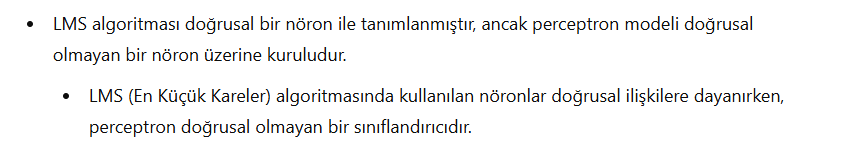 • LMS algoritması doğrusal bir nöron ile tanımlanmıştır, ancak perceptron modeli doğrusal
olmayan bir nöron üzerine kuruludur.
• LMS (En Küçük Kareler) algoritmasında kullanılan nöronlar doğrusal ilişkilere dayanırken,
perceptron doğrusal olmayan bir sınıflandırıcıdır.